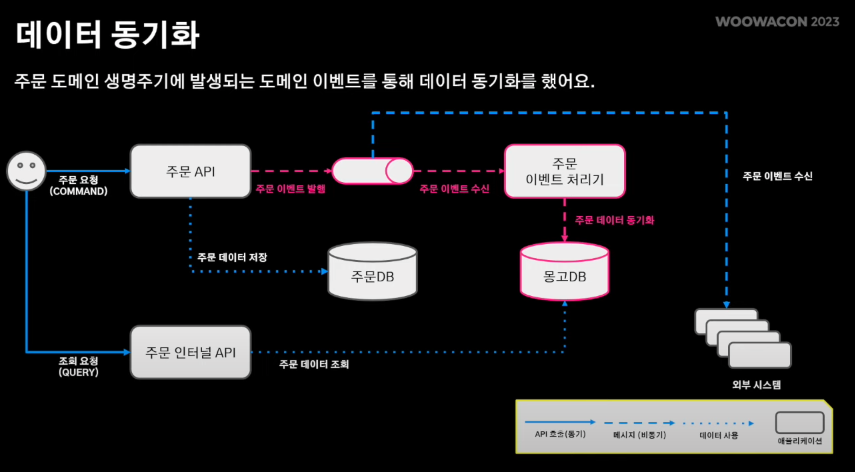 데이터 동기화
WOOWACON 2023
주문 도메인 생명주기에 발생되는 도메인 이벤트를 통해 데이터 동기화를 했어요.
주문 요청
(COMMAND)
주문 API
주문 이벤트 발행
주문 이벤트 수신
주문
이벤트 처리기
주문 이벤트 수신
주문 데이터 동기화
주문 데이터 저장
주문DB
몽고DB
조회 요청
(QUERY)
주문 인터널 API
주문 데이터 조회
외부 시스템
API 호출(동기)
메시지 (비동기)
데이터 사용
애플리케이션